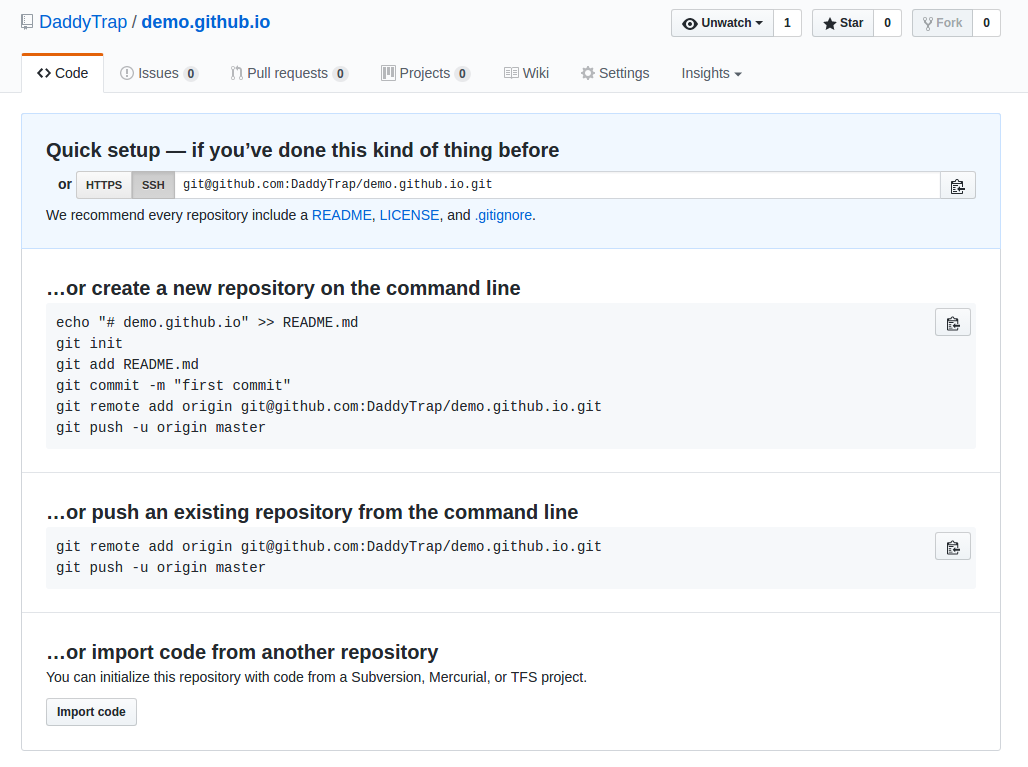 DaddyTrap / demo.github.io Unwatch 1 Star 0 Fork 0
Code Issues 0 Pull requests 0 Projects 0 Wiki Settings Insights
Quick setup — if you’ve done this kind of thing before
or HTTPS SSH git@github.com:DaddyTrap/demo.github.io.git
We recommend every repository include a README, LICENSE, and .gitignore.
…or create a new repository on the command line
echo "# demo.github.io" >> README.md
git init
git add README.md
git commit -m "first commit"
git remote add origin git@github.com:DaddyTrap/demo.github.io.git
git push -u origin master
…or push an existing repository from the command line
git remote add origin git@github.com:DaddyTrap/demo.github.io.git
git push -u origin master
…or import code from another repository
You can initialize this repository with code from a Subversion, Mercurial, or TFS project.
Import code